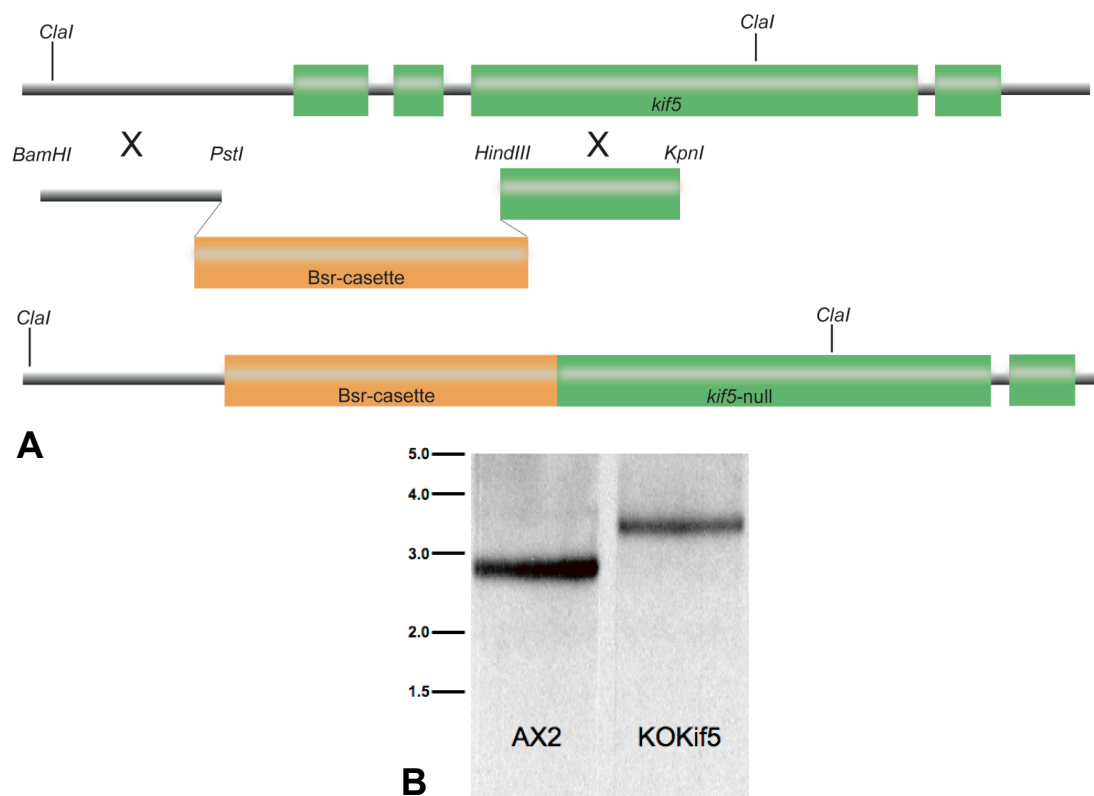 ClaI
ClaI
kif5
X
X
BamHI
PstI
HindIII
KpnI
Bsr-casette
ClaI
ClaI
Bsr-casette
kif5-null
A
5.0
4.0
3.0
2.0
1.5
AX2
KOKif5
B